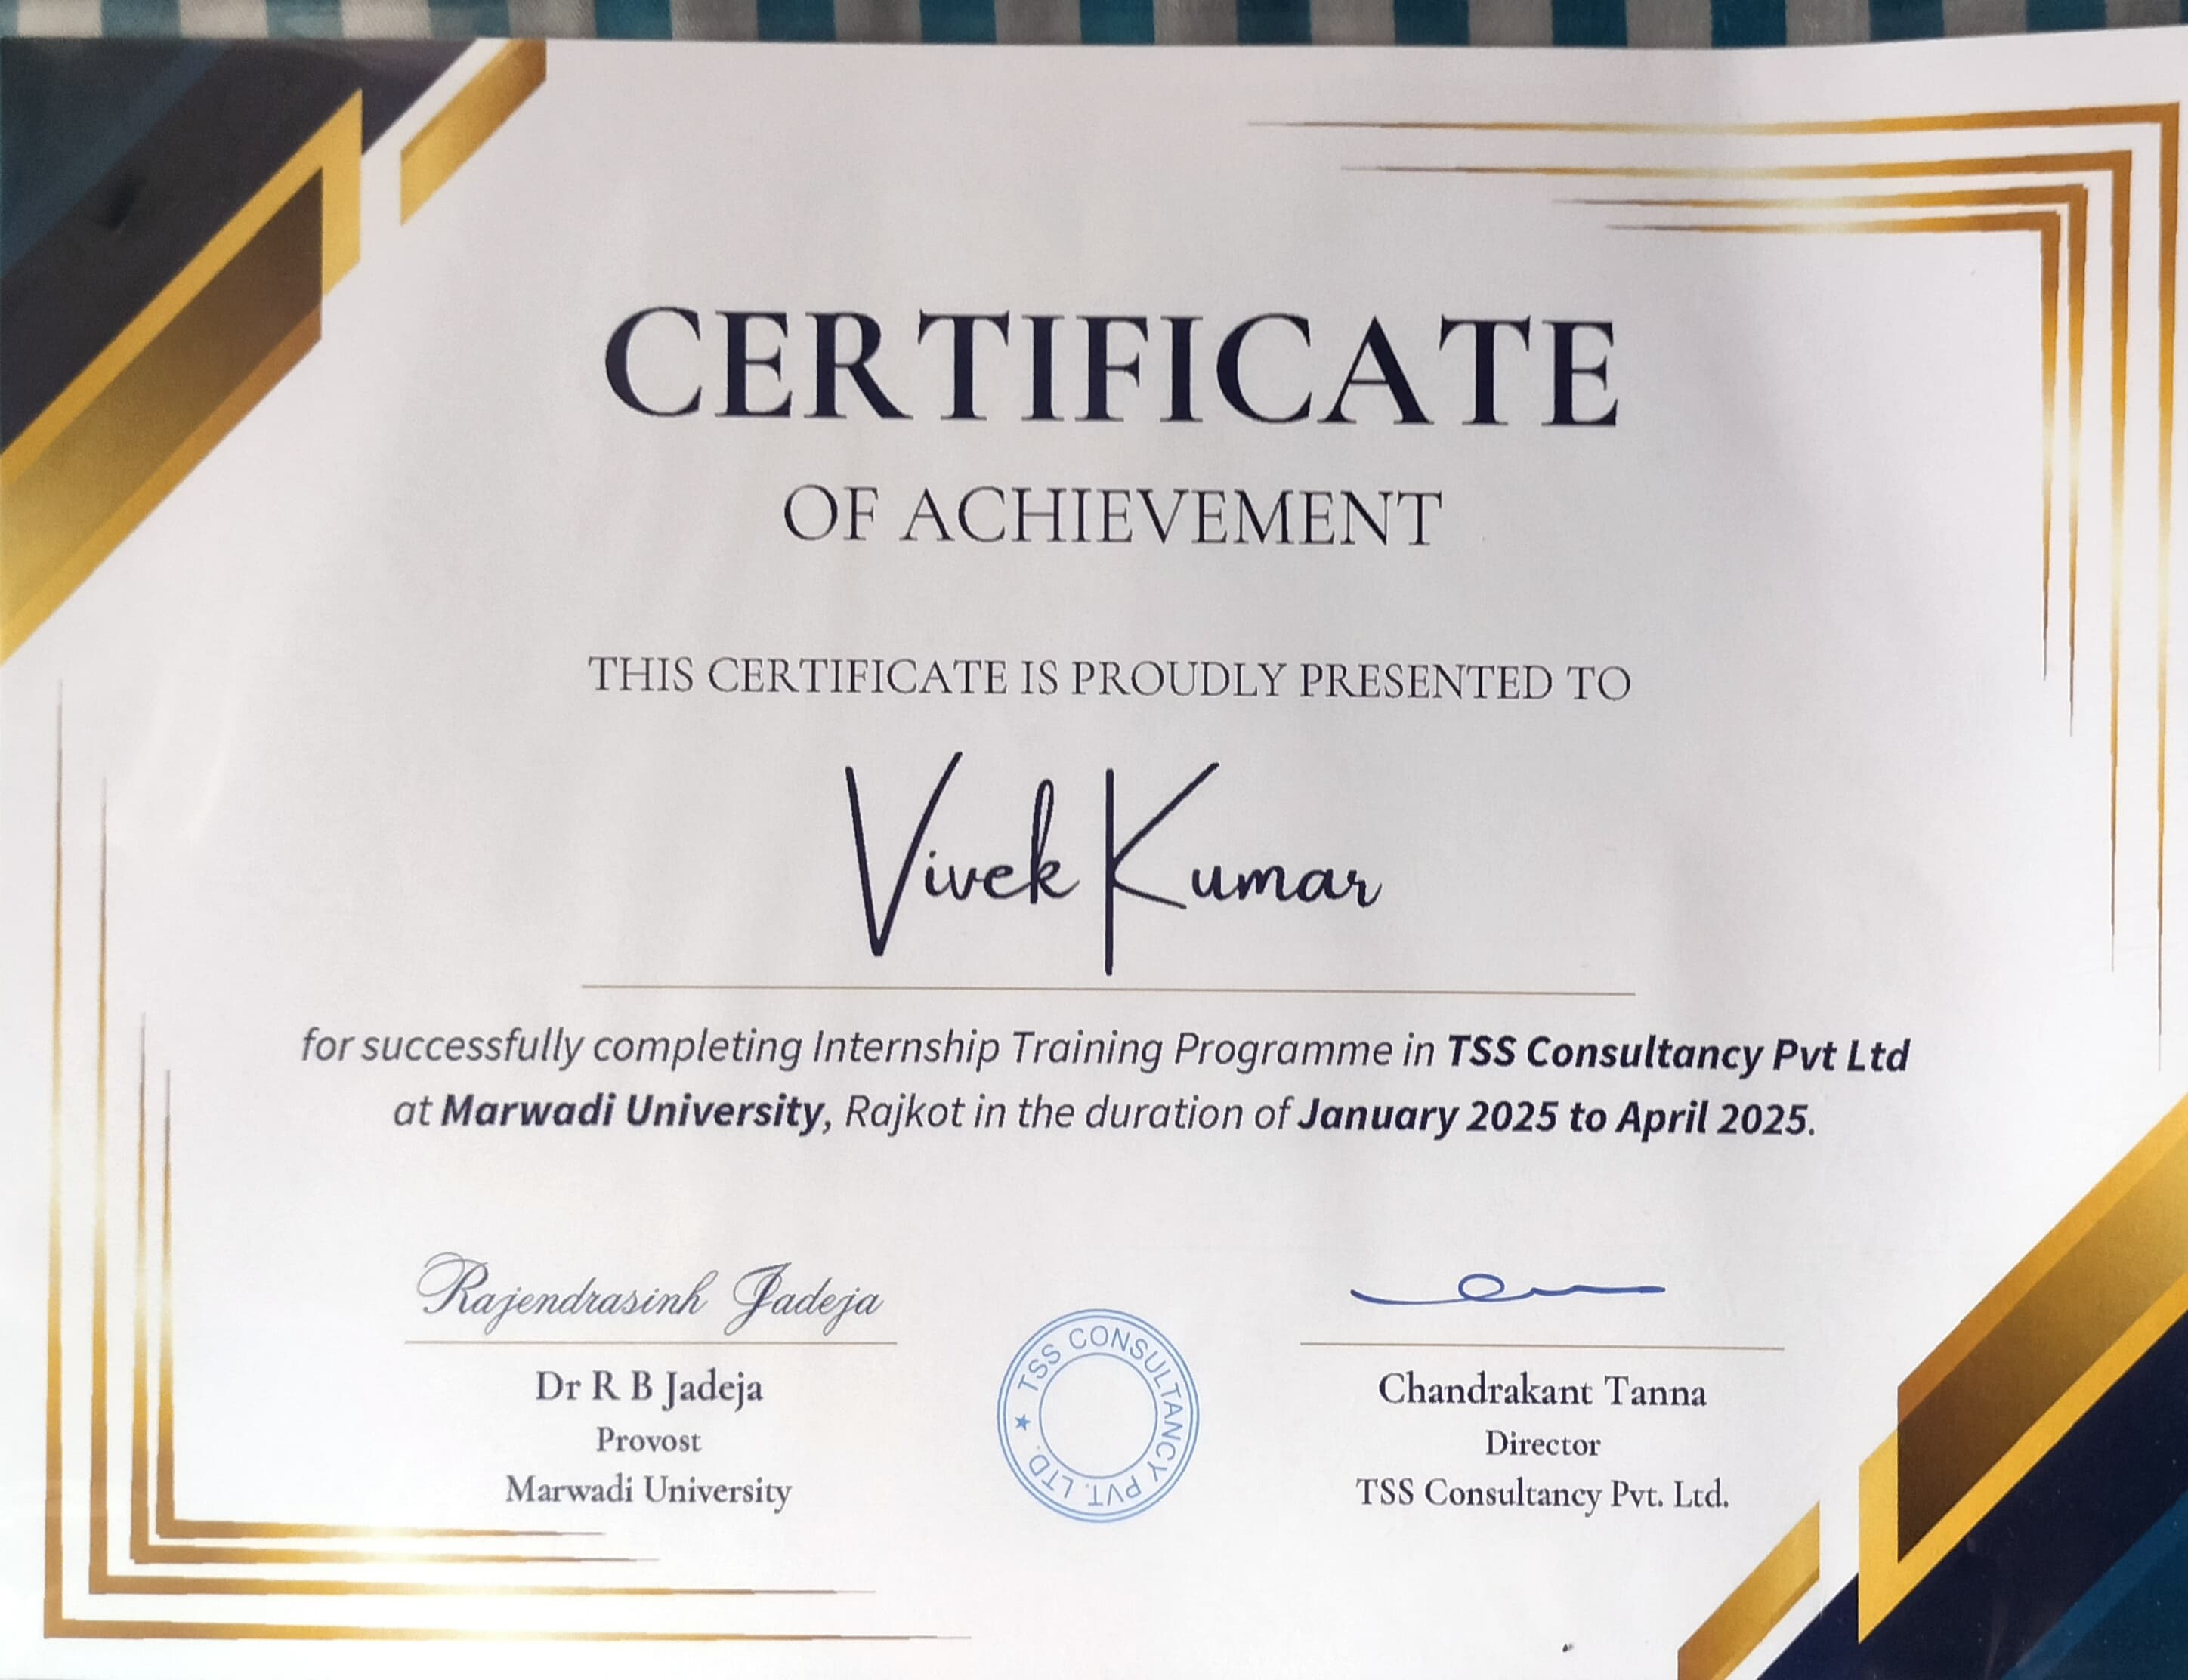 CERTIFICATE
OF ACHIEVEMENT
THIS CERTIFICATE IS PROUDLY PRESENTED TO
Vivek Kumar
for successfully completing Internship Training Programme in TSS Consultancy Pvt Ltd
at Marwadi University, Rajkot in the duration of January 2025 to April 2025.
Rajendrasinh Jadeja
Dr R B Jadeja
Provost
Marwadi University
★ TSS CONSULTANCY PVT. LTD.
Chandrakant Tanna
Director
TSS Consultancy Pvt. Ltd.